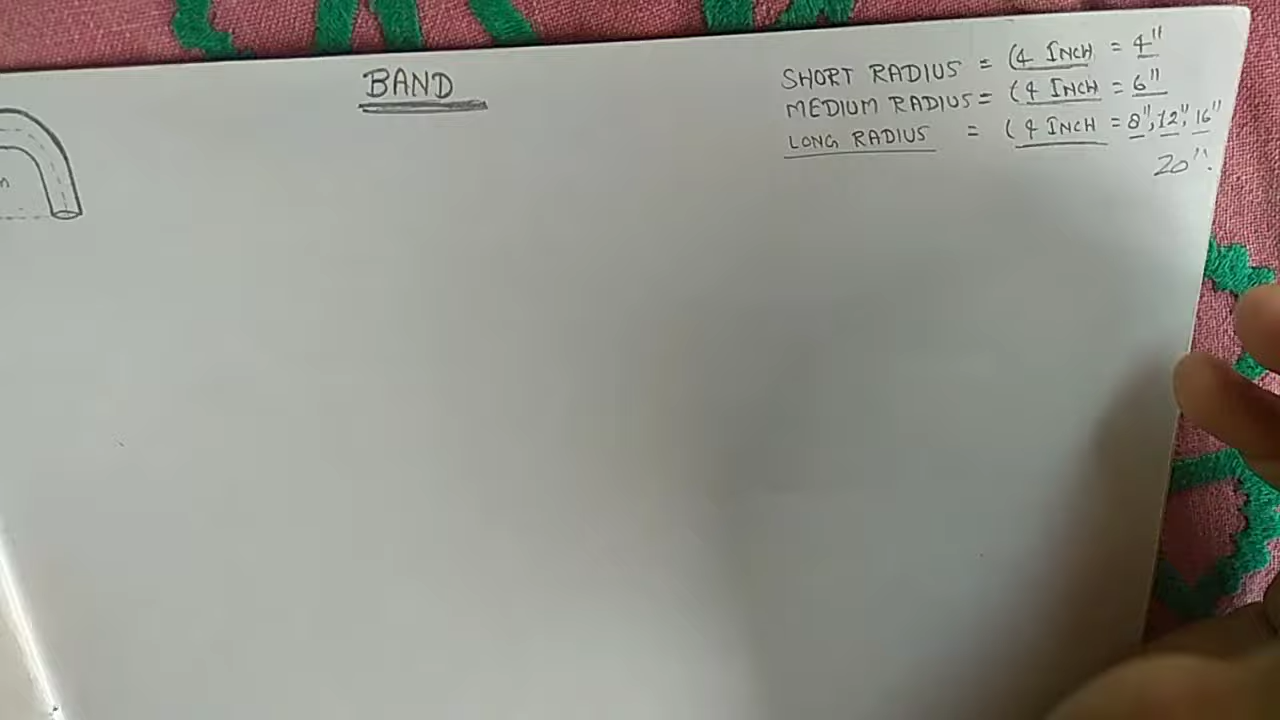 BAND
SHORT RADIUS = (4 INCH = 4"
MEDIUM RADIUS = (4 INCH = 6"
LONG RADIUS = (4 INCH = 8", 12", 16"
20".